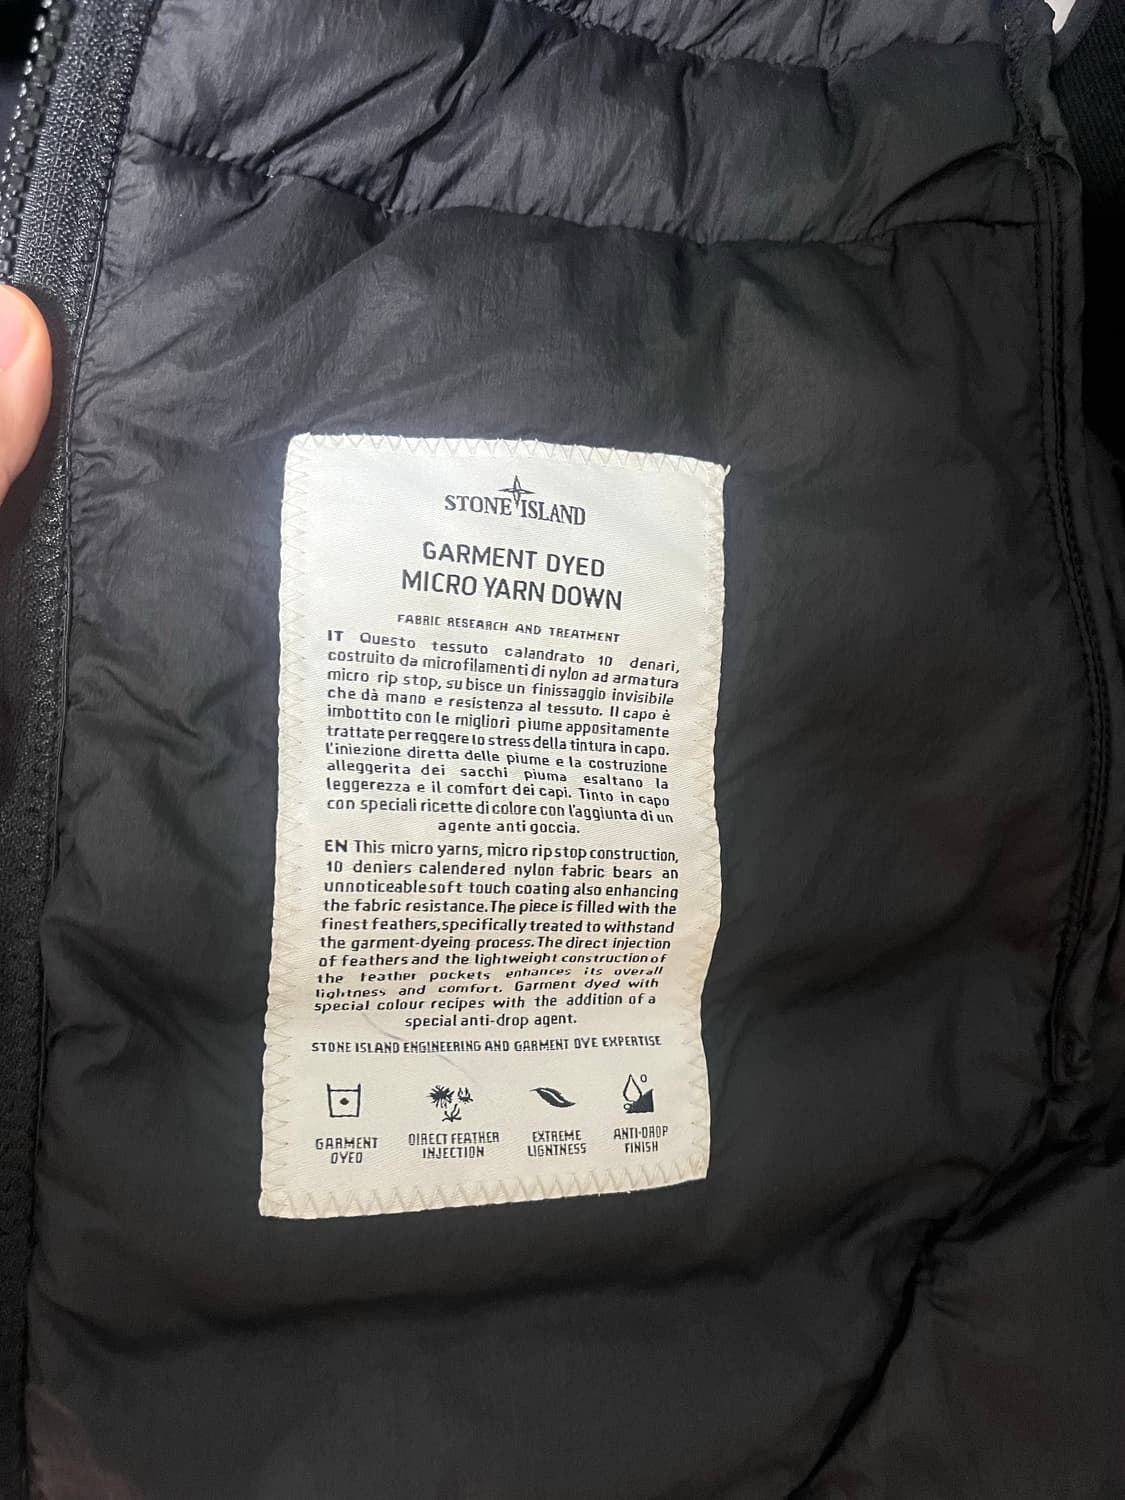 STONE ISLAND
GARMENT DYED
MICRO YARN DOWN
FABRIC RESEARCH AND TREATMENT
IT Questo tessuto calandrato 10 denari,
costruito da microfilamenti di nylon ad armatura
micro rip stop, subisce un finissaggio invisibile
che dà mano e resistenza al tessuto. Il capo è
imbottito con le migliori piume appositamente
trattate per reggere lo stress della tintura in capo.
L'iniezione diretta delle piume e la costruzione
alleggerita dei sacchi piuma esaltano la
leggerezza e il comfort dei capi. Tinto in capo
con speciali ricette di colore con l'aggiunta di un
agente anti goccia.
EN This micro yarns, micro rip stop construction,
10 deniers calendered nylon fabric bears an
unnoticeable soft touch coating also enhancing
the fabric resistance. The piece is filled with the
finest feathers, specifically treated to withstand
the garment-dyeing process. The direct injection
of feathers and the lightweight construction of
the feather pockets enhances its overall
lightness and comfort. Garment dyed with
special colour recipes with the addition of a
special anti-drop agent.
STONE ISLAND ENGINEERING AND GARMENT DYE EXPERTISE
GARMENT DYED
DIRECT FEATHER INJECTION
EXTREME LIGHTNESS
ANTI-DROP FINISH